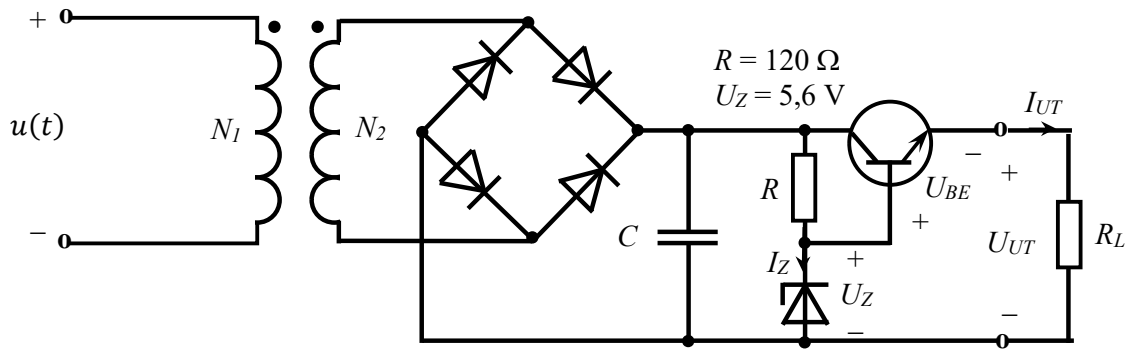 +
R = 120 Ω
U_Z = 5,6 V
I_UT
u(t)
N_1
N_2
−
+
R
U_BE
C
+
I_Z
+
U_Z
U_UT
R_L
−
−
−